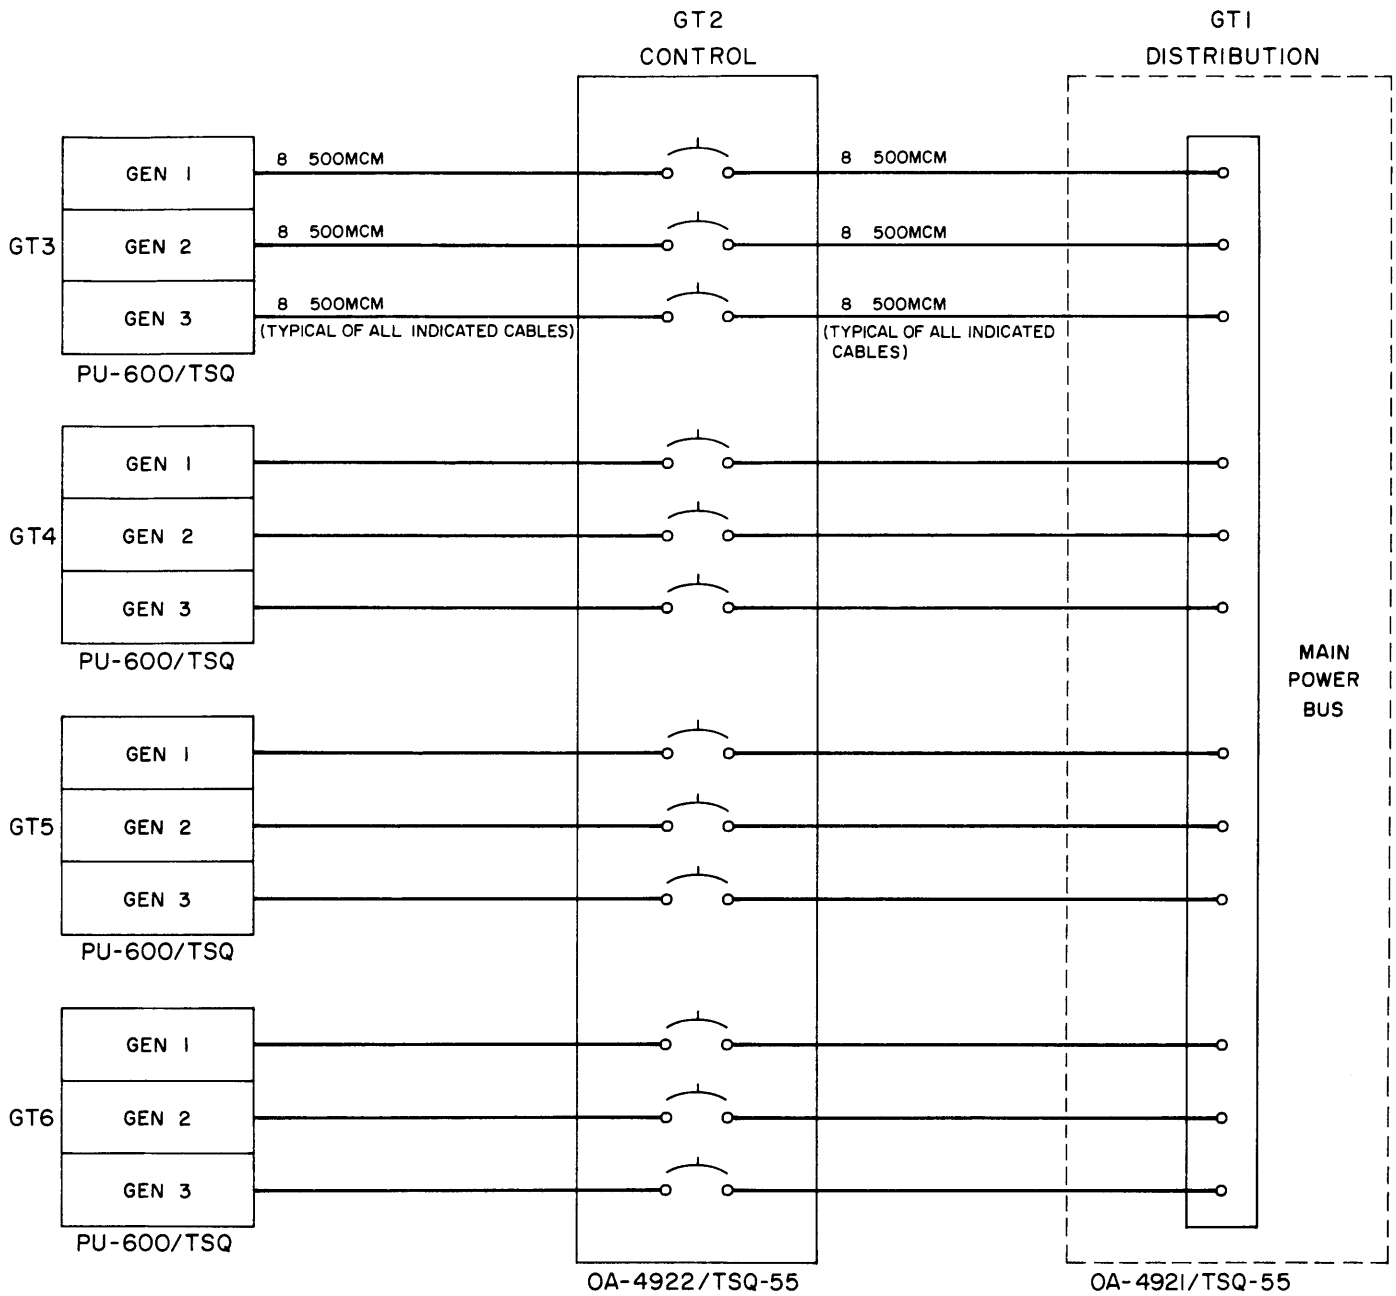 GT2
CONTROL
GT1
DISTRIBUTION
GT3
GEN 1
8 500MCM
8 500MCM
GEN 2
8 500MCM
8 500MCM
GEN 3
8 500MCM
(TYPICAL OF ALL INDICATED CABLES)
8 500MCM
(TYPICAL OF ALL INDICATED
CABLES)
PU-600/TSQ
GT4
GEN 1
GEN 2
GEN 3
PU-600/TSQ
MAIN
POWER
BUS
GT5
GEN 1
GEN 2
GEN 3
PU-600/TSQ
GT6
GEN 1
GEN 2
GEN 3
PU-600/TSQ
OA-4922/TSQ-55
OA-4921/TSQ-55